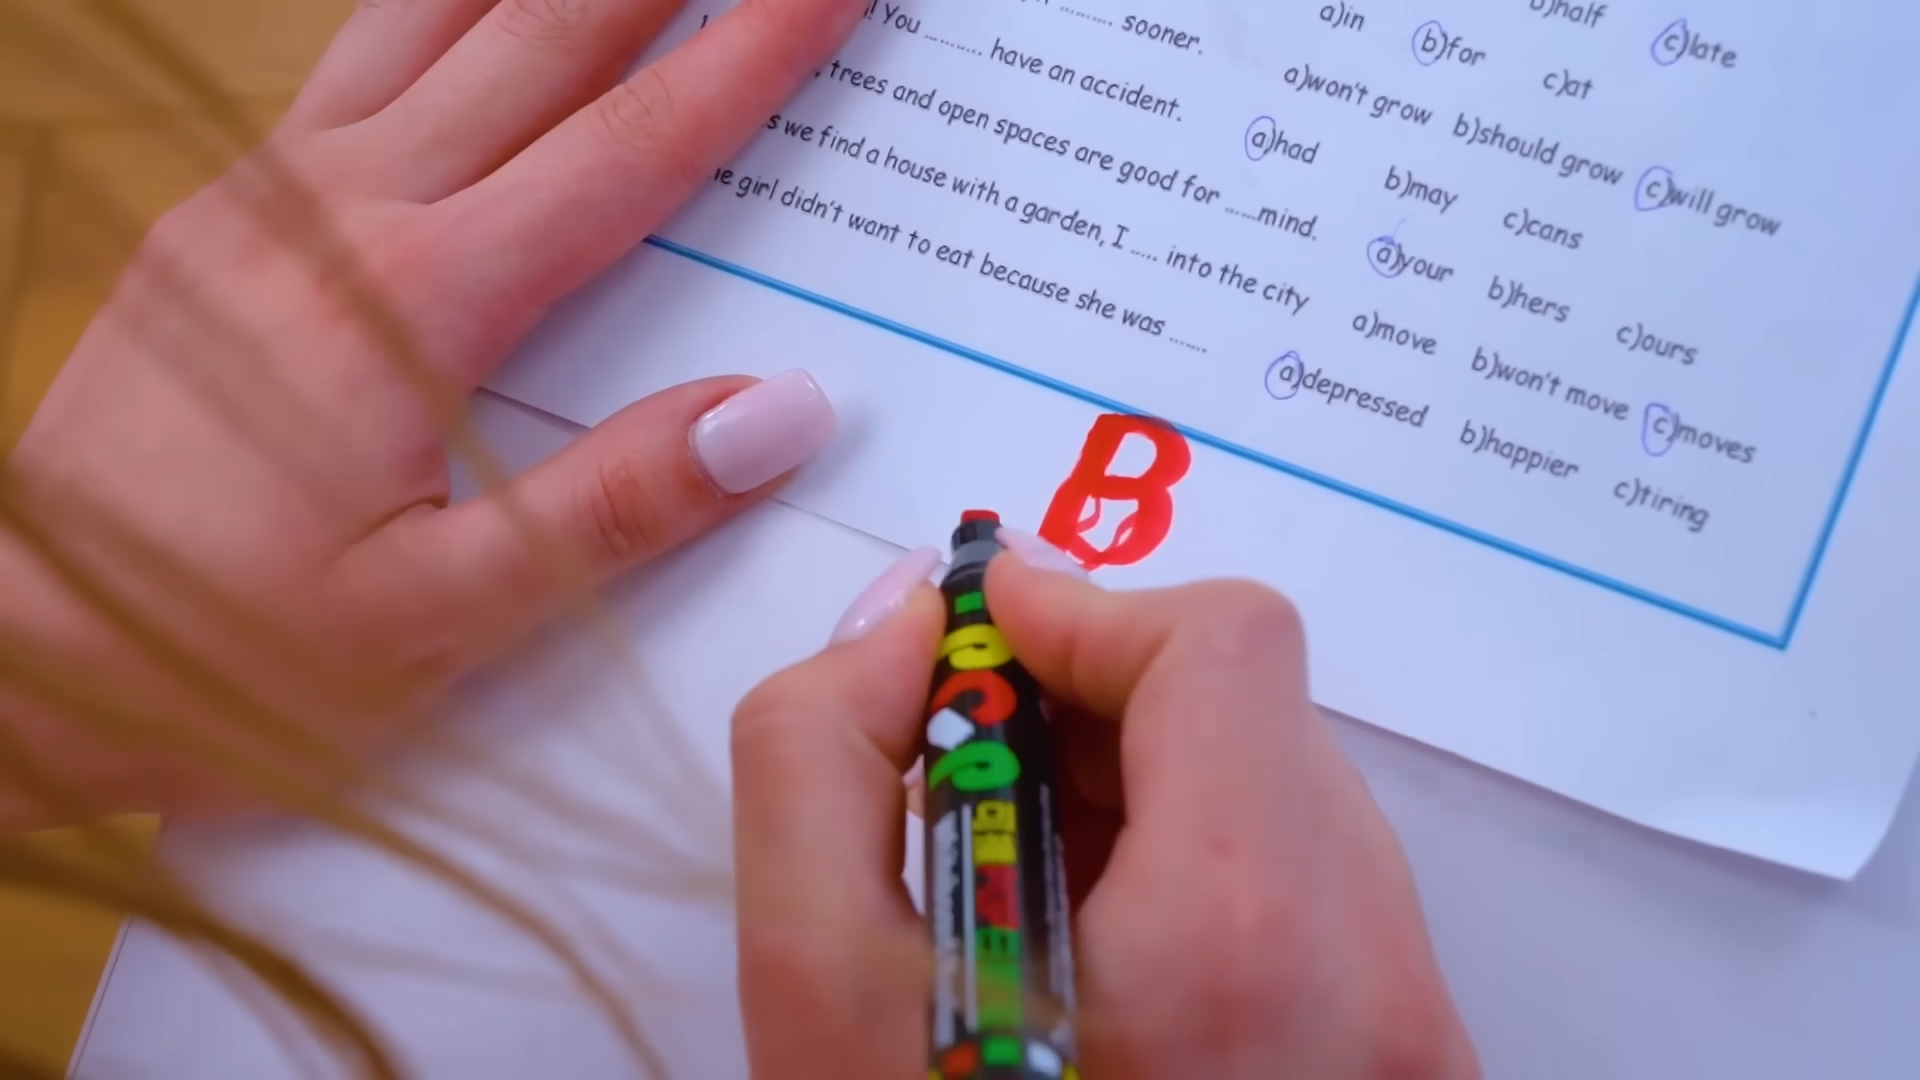 b)half c)late
a)in b)for c)at
sooner. a)won't grow b)should grow c)will grow
! You .......... have an accident. a)had b)may c)cans
, trees and open spaces are good for ......mind. a)your b)hers c)ours
s we find a house with a garden, I ..... into the city a)move b)won't move c)moves
girl didn't want to eat because she was ....... a)depressed b)happier c)tiring
B